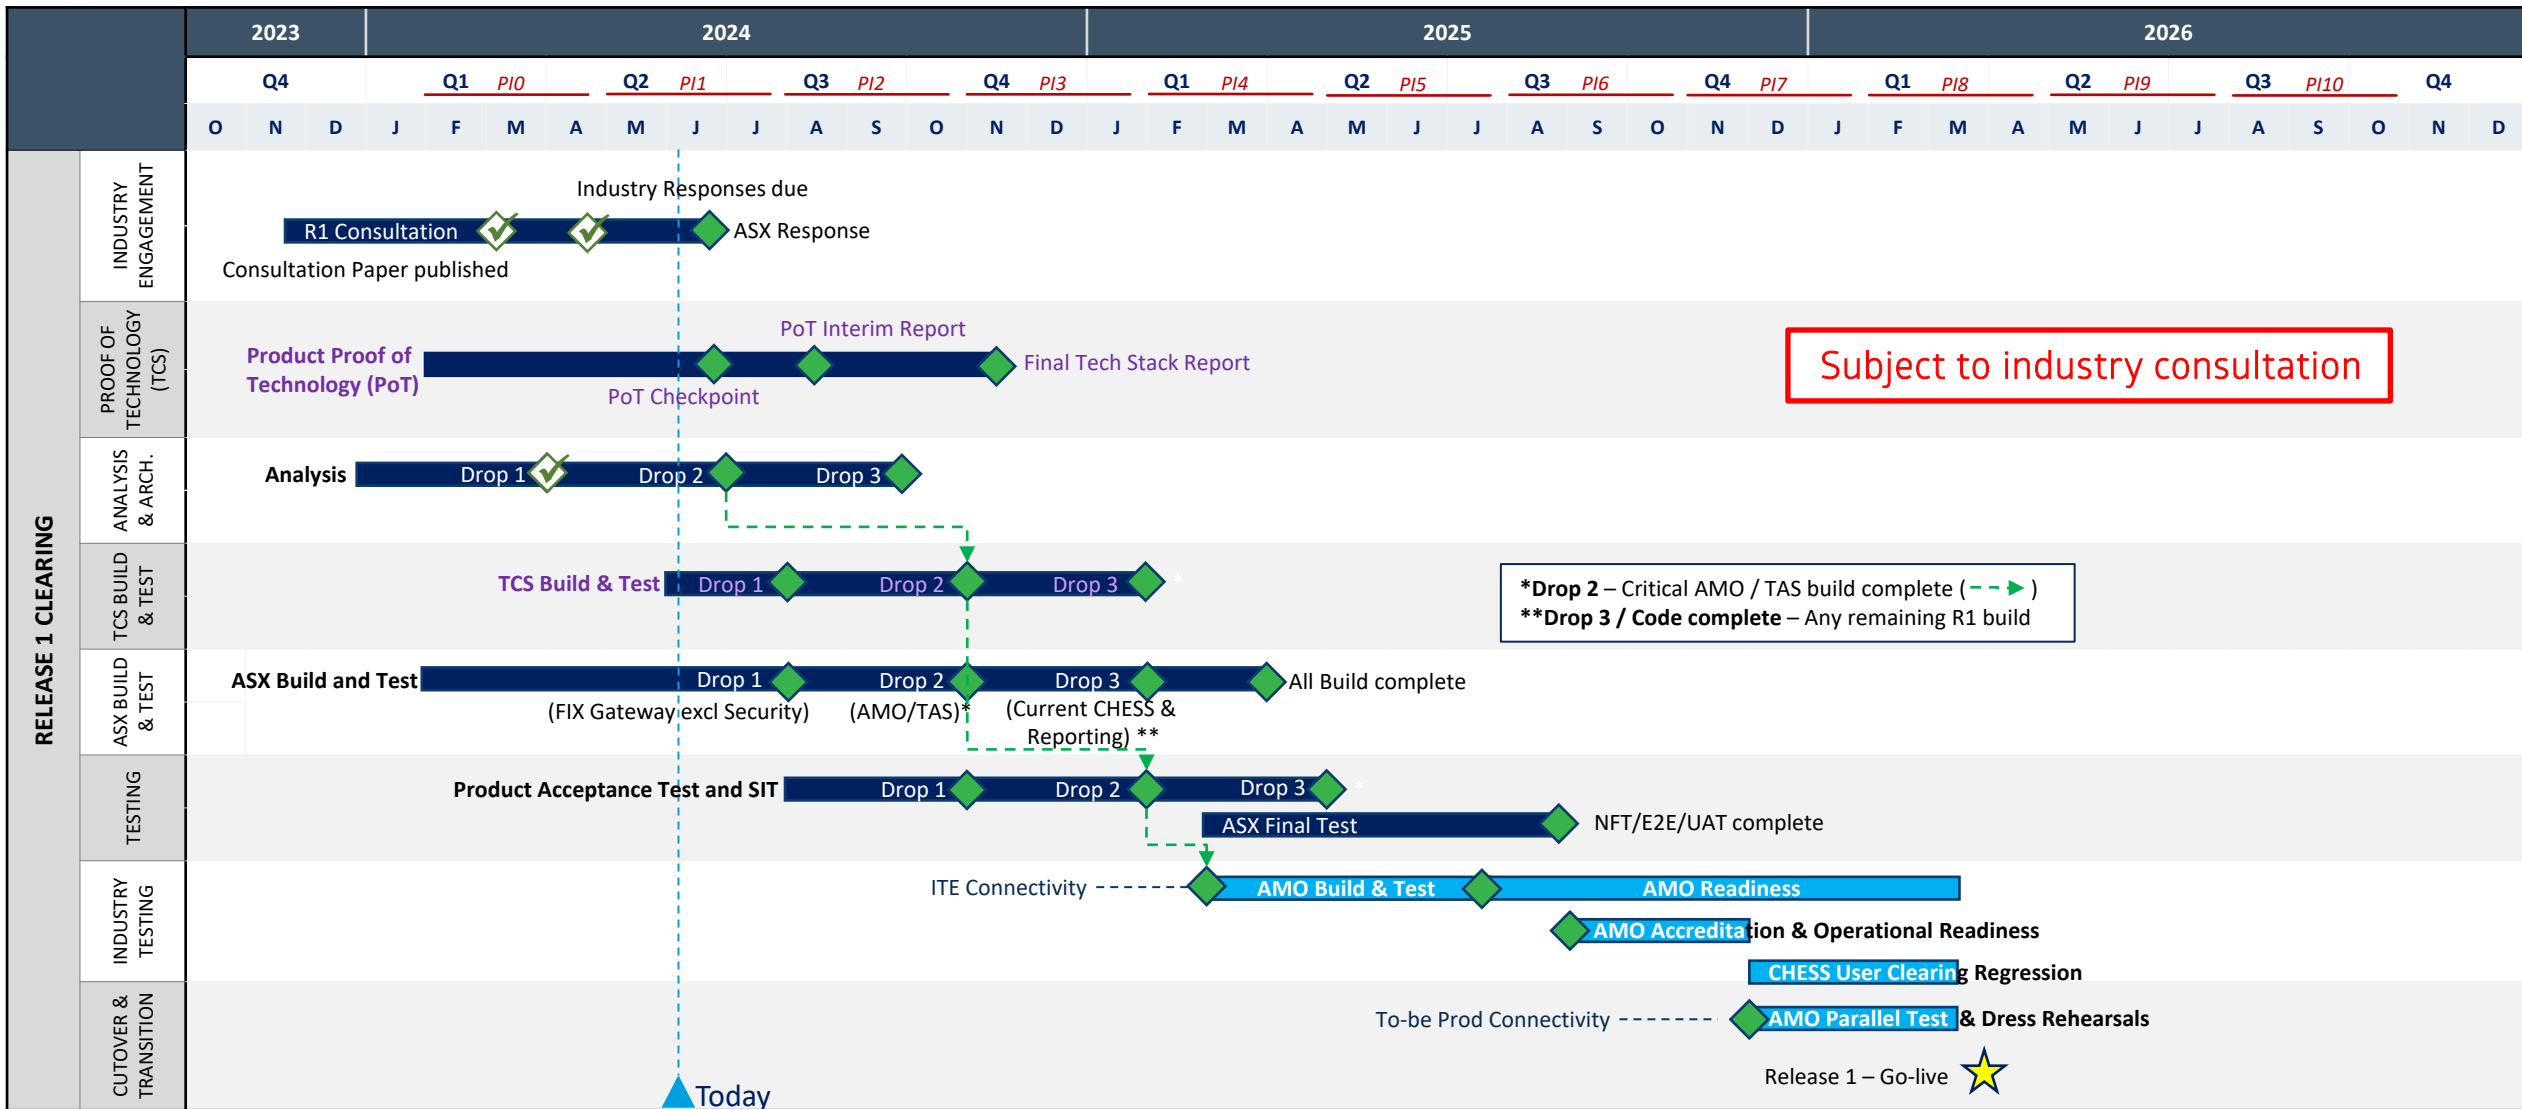 2023 2024 2025 2026
Q4 Q1 PI0 Q2 PI1 Q3 PI2 Q4 PI3 Q1 PI4 Q2 PI5 Q3 PI6 Q4 PI7 Q1 PI8 Q2 PI9 Q3 PI10 Q4
O N D J F M A M J J A S O N D J F M A M J J A S O N D J F M A M J J A S O N D
RELEASE 1 CLEARING
INDUSTRY
ENGAGEMENT
Industry Responses due
R1 Consultation
ASX Response
Consultation Paper published
PROOF OF
TECHNOLOGY
(TCS)
Product Proof of
Technology (PoT)
PoT Interim Report
Final Tech Stack Report
PoT Checkpoint
Subject to industry consultation
ANALYSIS
& ARCH.
Analysis
Drop 1 Drop 2 Drop 3
TCS BUILD
& TEST
TCS Build & Test
Drop 1 Drop 2 Drop 3 *
*Drop 2 – Critical AMO / TAS build complete ( )
**Drop 3 / Code complete – Any remaining R1 build
ASX BUILD
& TEST
ASX Build and Test
Drop 1 Drop 2 Drop 3
All Build complete
(FIX Gateway excl Security)
(AMO/TAS)*
(Current CHESS &
Reporting) **
TESTING
Product Acceptance Test and SIT
Drop 1 Drop 2 Drop 3 *
ASX Final Test
NFT/E2E/UAT complete
INDUSTRY
TESTING
ITE Connectivity
AMO Build & Test
AMO Readiness
AMO Accreditation & Operational Readiness
CHESS User Clearing Regression
CUTOVER &
TRANSITION
To-be Prod Connectivity
AMO Parallel Test & Dress Rehearsals
Release 1 – Go-live
Today